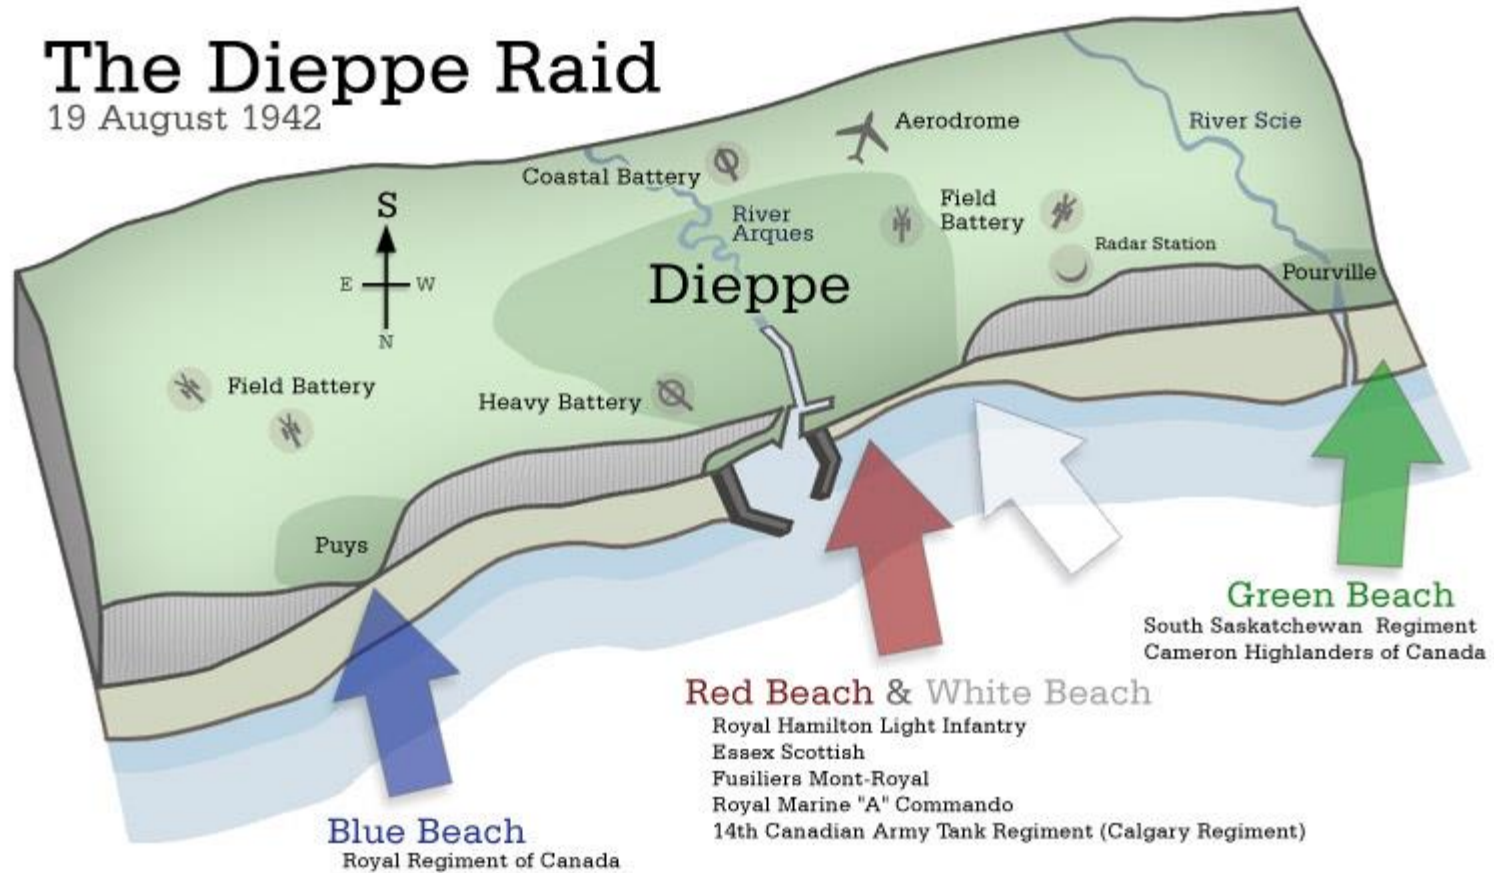 The Dieppe Raid
19 August 1942
Aerodrome
River Scie
Coastal Battery
S
E
W
N
River
Arques
Field
Battery
Radar Station
Pourville
Dieppe
Field Battery
Heavy Battery
Puys
Green Beach
South Saskatchewan Regiment
Cameron Highlanders of Canada
Red Beach & White Beach
Royal Hamilton Light Infantry
Essex Scottish
Fusiliers Mont-Royal
Royal Marine "A" Commando
14th Canadian Army Tank Regiment (Calgary Regiment)
Blue Beach
Royal Regiment of Canada